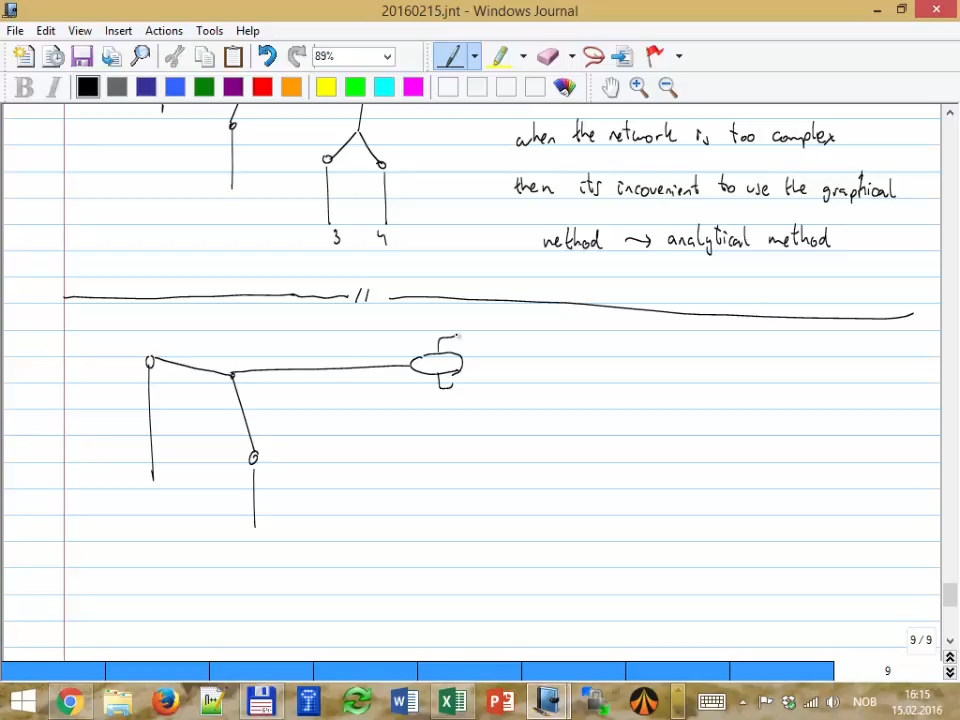 20160215.jnt - Windows Journal
File Edit View Insert Actions Tools Help
89%
B I
when the network is too complex
then its incovenient to use the graphical
method → analytical method
3 4
9 / 9
9
NOB
16:15
15.02.2016